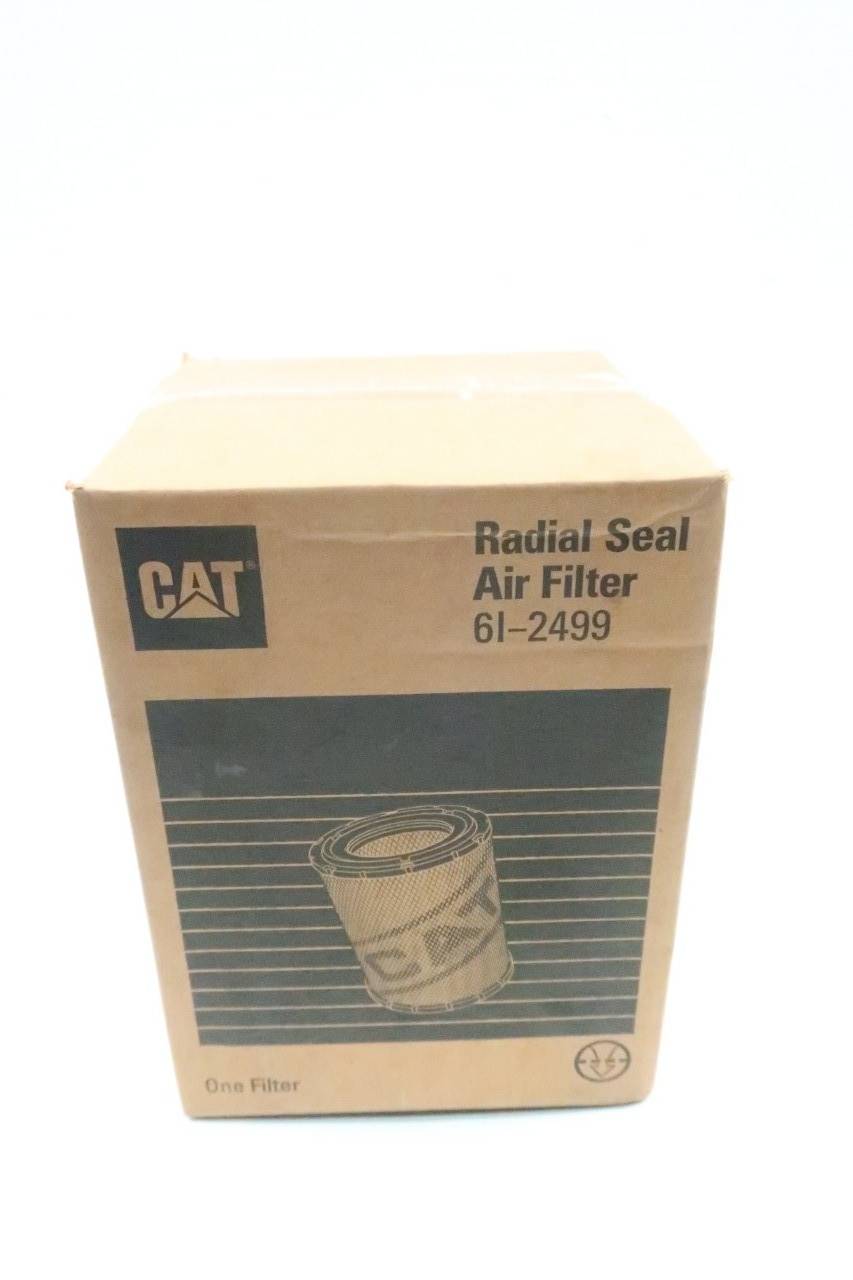 CAT®
Radial Seal
Air Filter
6I-2499
CAT
One Filter